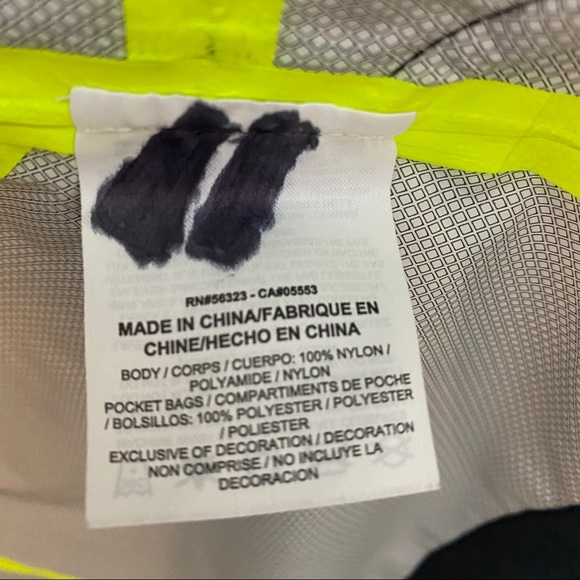 RN#56323 - CA#05553
MADE IN CHINA/FABRIQUE EN
CHINE/HECHO EN CHINA
BODY / CORPS / CUERPO: 100% NYLON /
POLYAMIDE / NYLON
POCKET BAGS / COMPARTIMENTS DE POCHE
/ BOLSILLOS: 100% POLYESTER / POLYESTER
/ POLIESTER
EXCLUSIVE OF DECORATION / DECORATION
NON COMPRISE / NO INCLUYE LA
DECORACION